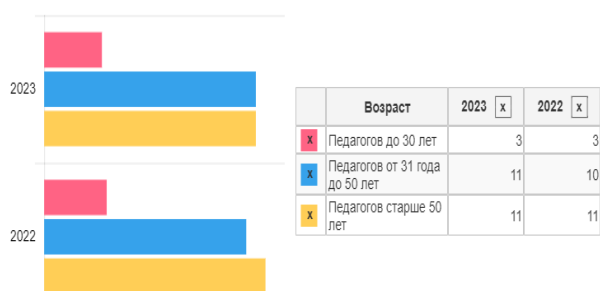 2023
2022
Возраст 2023 x 2022 x
x Педагогов до 30 лет 3 3
x Педагогов от 31 года
до 50 лет 11 10
x Педагогов старше 50
лет 11 11